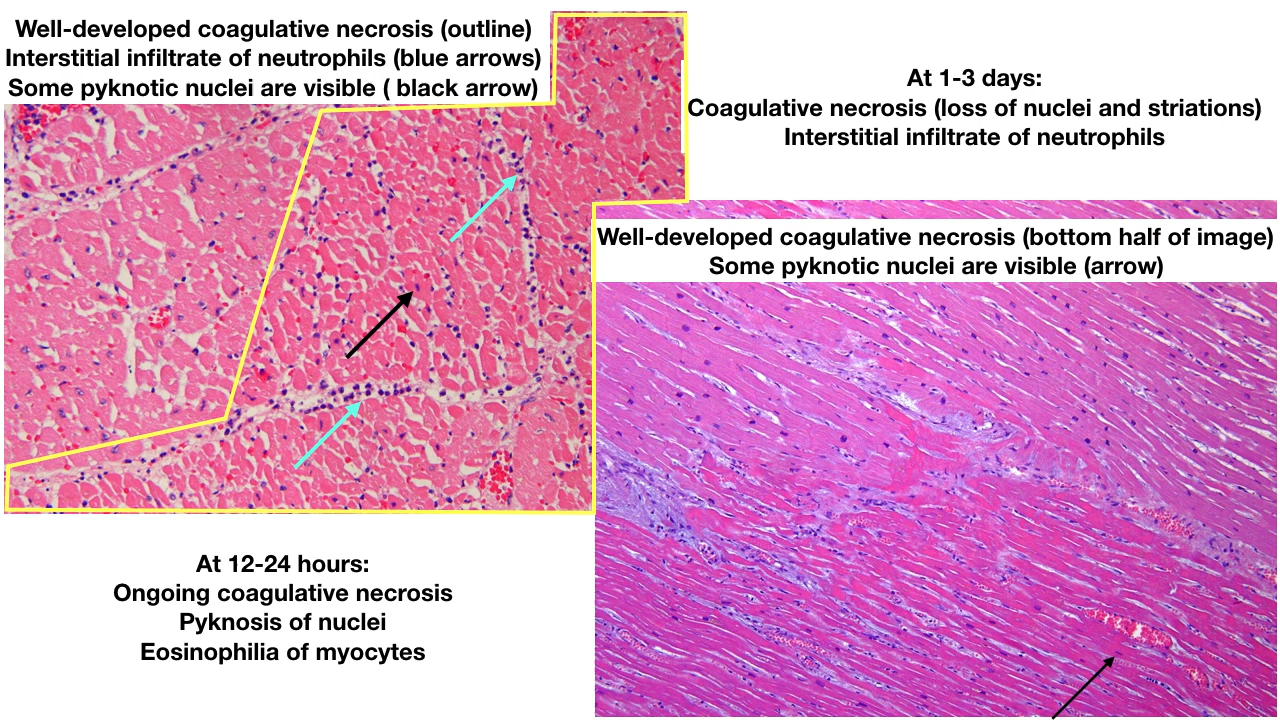 Well-developed coagulative necrosis (outline)
Interstitial infiltrate of neutrophils (blue arrows)
Some pyknotic nuclei are visible ( black arrow)
At 1-3 days:
Coagulative necrosis (loss of nuclei and striations)
Interstitial infiltrate of neutrophils
Well-developed coagulative necrosis (bottom half of image)
Some pyknotic nuclei are visible (arrow)
At 12-24 hours:
Ongoing coagulative necrosis
Pyknosis of nuclei
Eosinophilia of myocytes